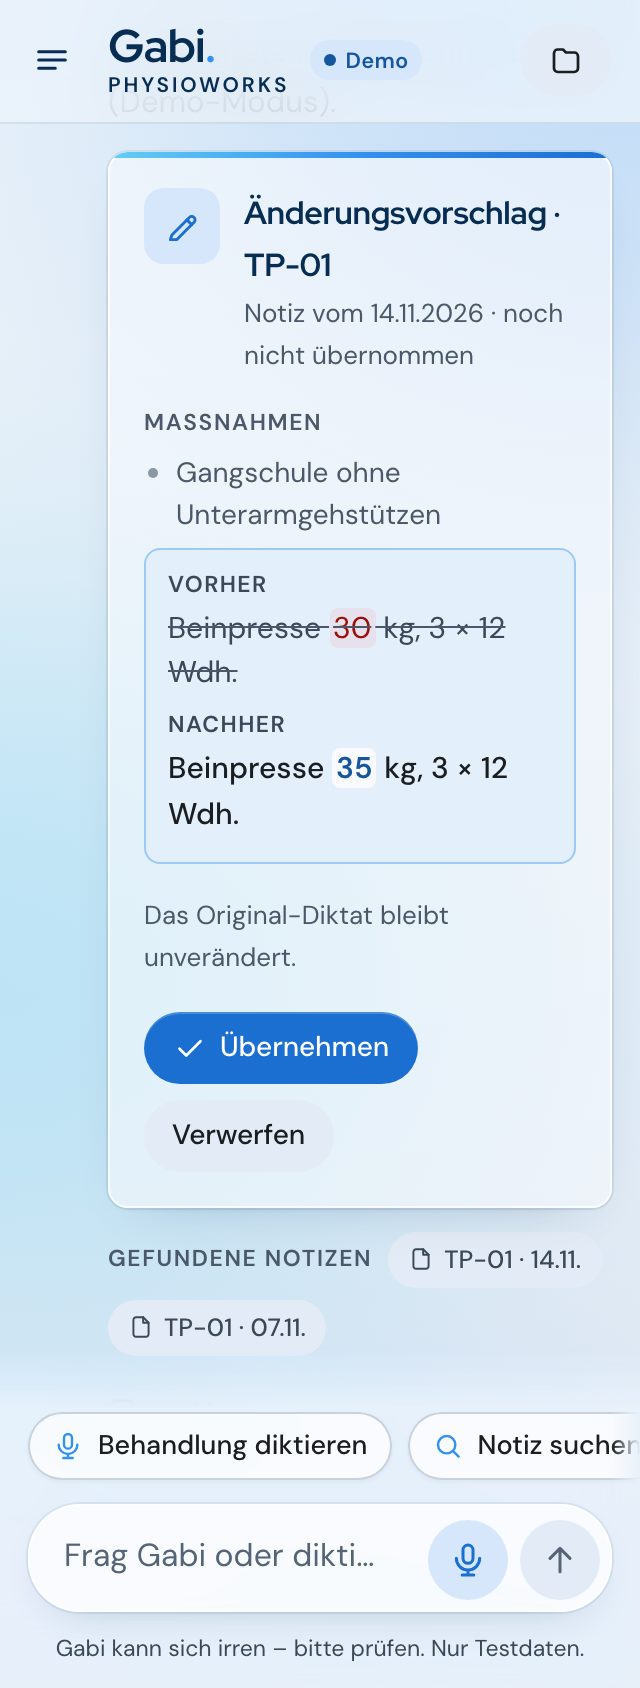 Gabi.
PHYSIOWORKS
Demo
(Demo-Modus).
Änderungsvorschlag ·
TP-01
Notiz vom 14.11.2026 · noch
nicht übernommen
MASSNAHMEN
• Gangschule ohne
Unterarmgehstützen
VORHER
Beinpresse 30 kg, 3 × 12
Wdh.
NACHHER
Beinpresse 35 kg, 3 × 12
Wdh.
Das Original-Diktat bleibt
unverändert.
Übernehmen
Verwerfen
GEFUNDENE NOTIZEN
TP-01 · 14.11.
TP-01 · 07.11.
Behandlung diktieren
Notiz suchen
Frag Gabi oder dikti...
Gabi kann sich irren – bitte prüfen. Nur Testdaten.